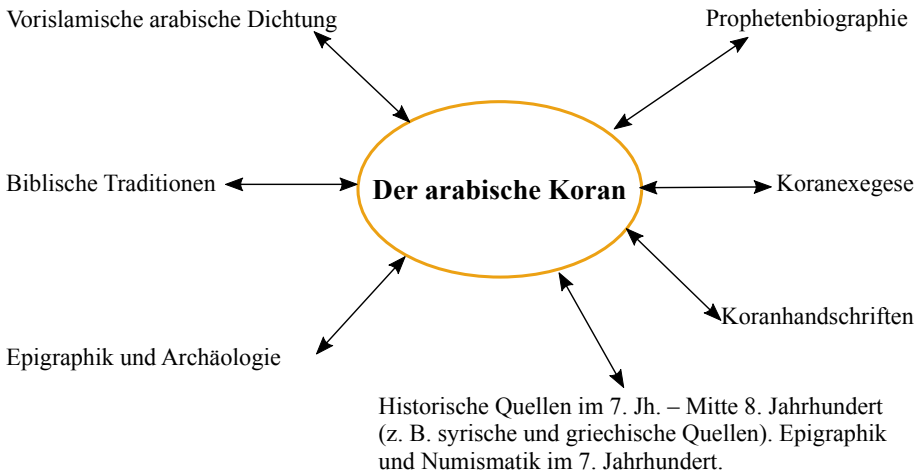 Vorislamische arabische Dichtung
Prophetenbiographie
Biblische Traditionen
Der arabische Koran
Koranexegese
Koranhandschriften
Epigraphik und Archäologie
Historische Quellen im 7. Jh. – Mitte 8. Jahrhundert
(z. B. syrische und griechische Quellen). Epigraphik
und Numismatik im 7. Jahrhundert.